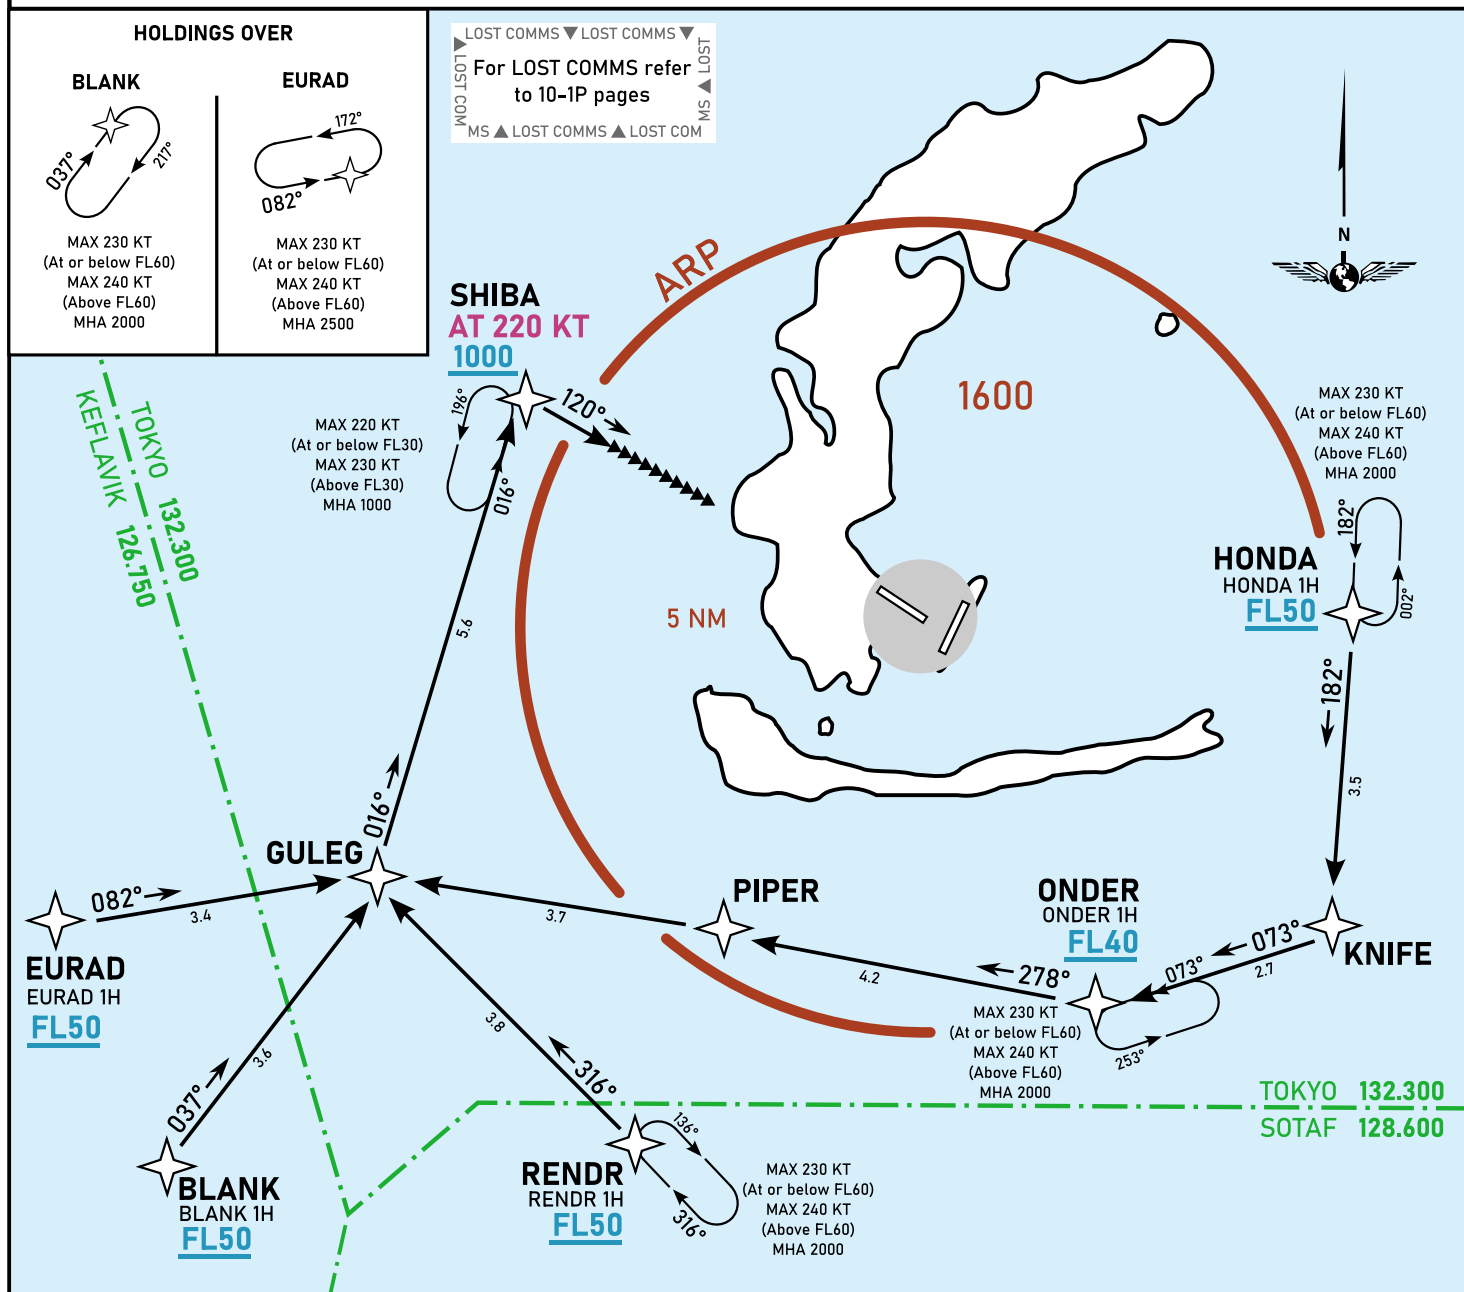 HOLDINGS OVER
BLANK
037°
217°
MAX 230 KT
(At or below FL60)
MAX 240 KT
(Above FL60)
MHA 2000
EURAD
172°
082°
MAX 230 KT
(At or below FL60)
MAX 240 KT
(Above FL60)
MHA 2500
LOST COMMS ▼ LOST COMMS ▼
LOST COM
MS ▲ LOST
For LOST COMMS refer
to 10-1P pages
MS ▲ LOST COMMS ▲ LOST COM
N
ARP
1600
5 NM
SHIBA
AT 220 KT
1000
196°
120°
016°
MAX 220 KT
(At or below FL30)
MAX 230 KT
(Above FL30)
MHA 1000
TOKYO 132.300
KEFLAVIK 126.750
MAX 230 KT
(At or below FL60)
MAX 240 KT
(Above FL60)
MHA 2000
182°
002°
HONDA
HONDA 1H
FL50
182°
3.5
5.6
016°
GULEG
082°
3.4
EURAD
EURAD 1H
FL50
3.7
PIPER
4.2
278°
ONDER
ONDER 1H
FL40
073°
073°
2.7
KNIFE
253°
MAX 230 KT
(At or below FL60)
MAX 240 KT
(Above FL60)
MHA 2000
037°
3.6
BLANK
BLANK 1H
FL50
3.8
316°
RENDR
RENDR 1H
FL50
136°
316°
MAX 230 KT
(At or below FL60)
MAX 240 KT
(Above FL60)
MHA 2000
TOKYO 132.300
SOTAF 128.600